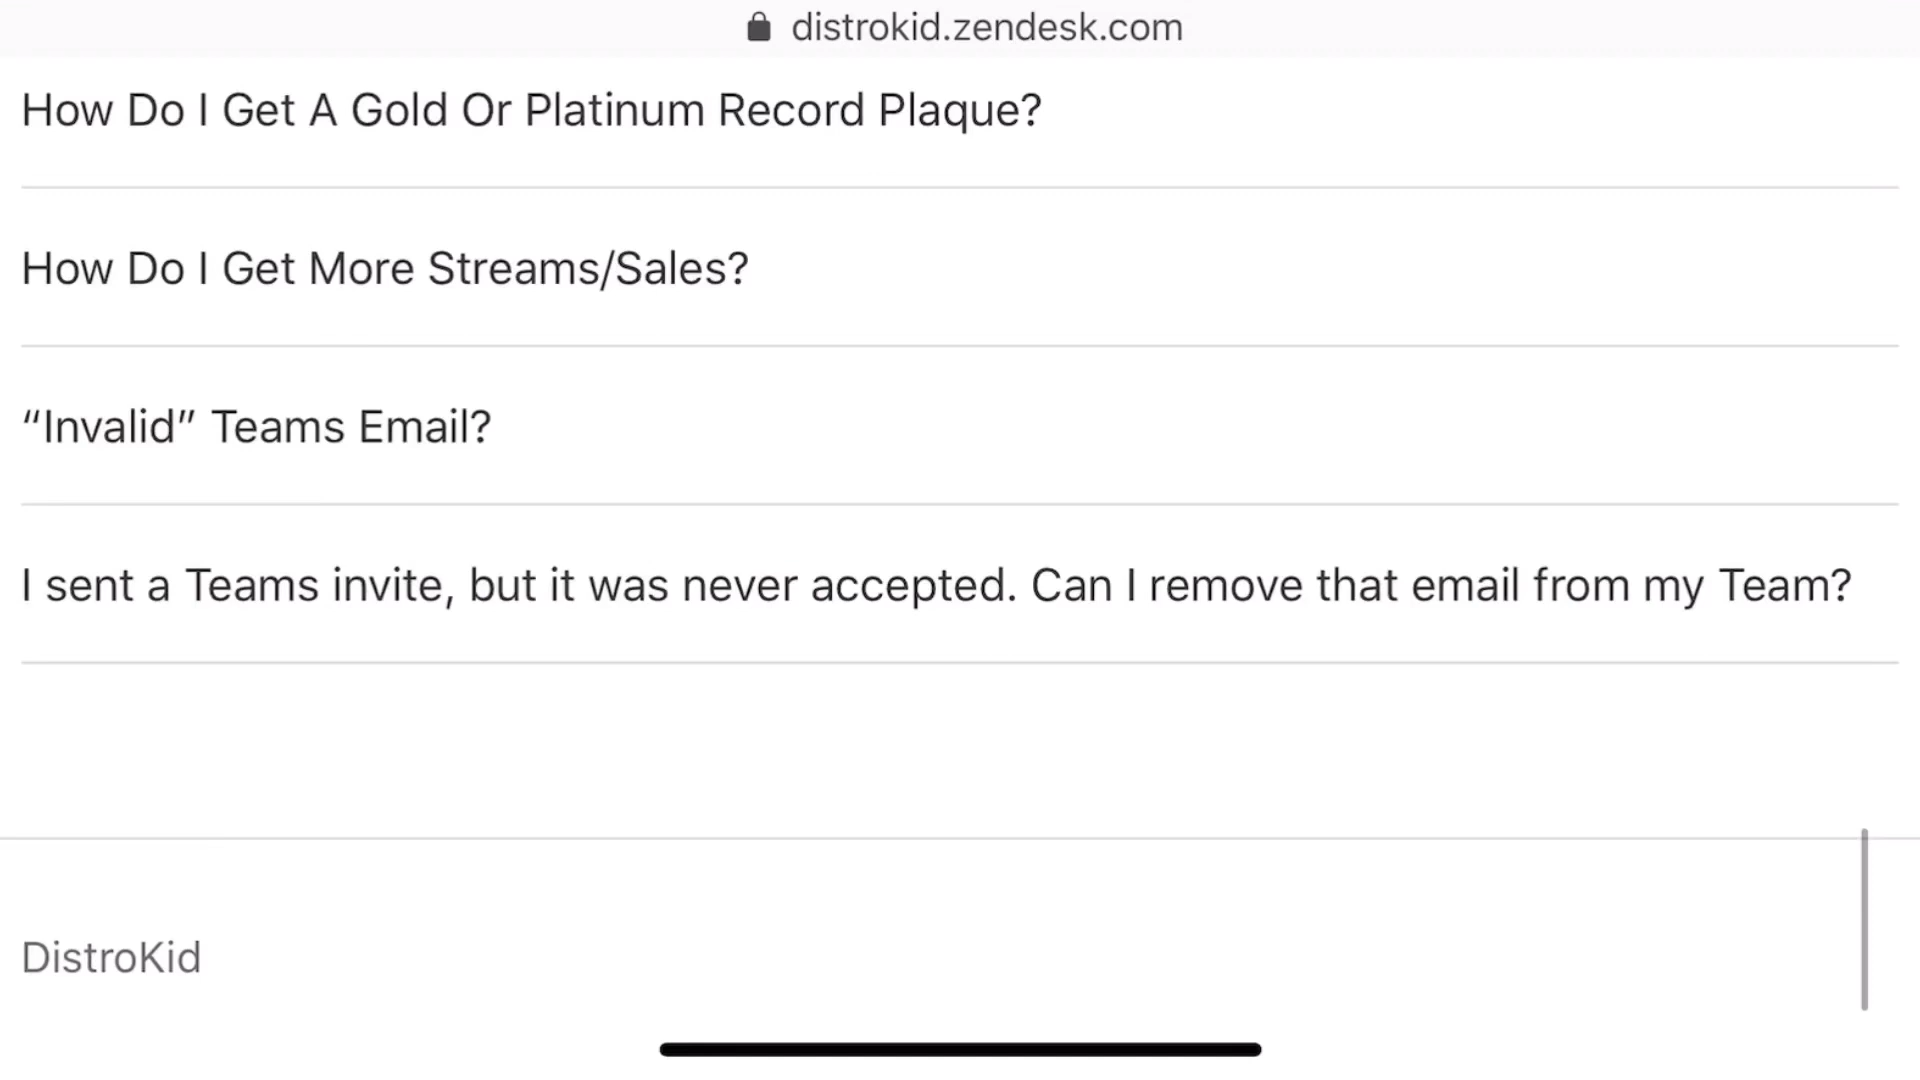 distrokid.zendesk.com
How Do I Get A Gold Or Platinum Record Plaque?
How Do I Get More Streams/Sales?
“Invalid” Teams Email?
I sent a Teams invite, but it was never accepted. Can I remove that email from my Team?
DistroKid